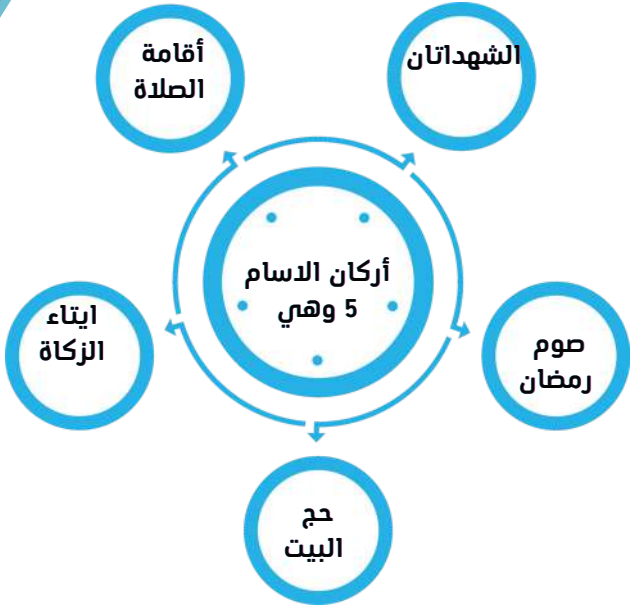 أركان الاسام
5 وهي
الشهداتان
أقامة
الصلاة
ايتاء
الزكاة
حج
البيت
صوم
رمضان